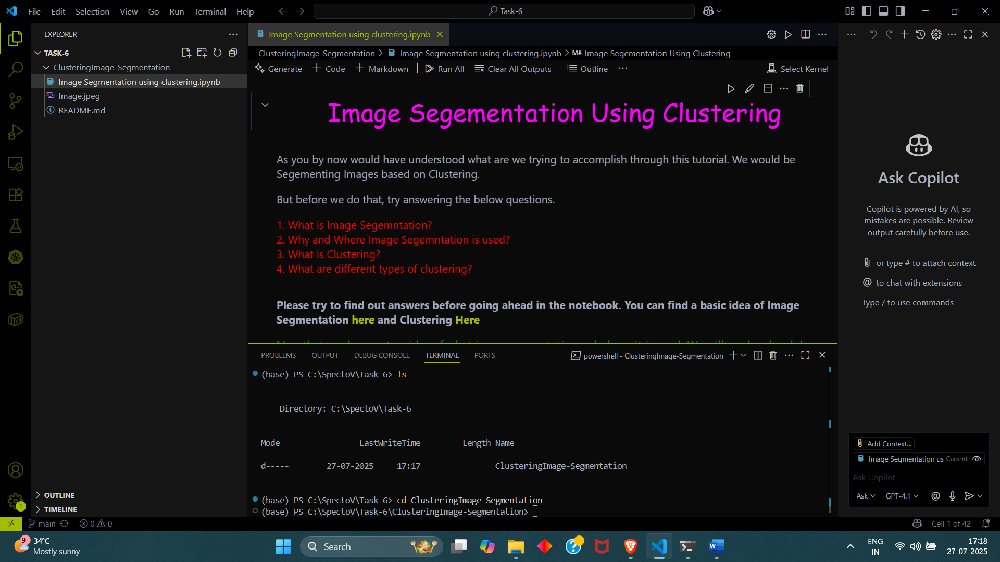 File Edit Selection View Go Run Terminal Help
Task-6
EXPLORER
TASK-6
ClusteringImage-Segmentation
Image Segmentation using clustering.ipynb
Image.jpeg
README.md
OUTLINE
TIMELINE
Image Segmentation using clustering.ipynb
ClusteringImage-Segmentation > Image Segmentation using clustering.ipynb > M↓ Image Segementation Using Clustering
Generate + Code + Markdown Run All Clear All Outputs Outline ... Select Kernel
Image Segementation Using Clustering
As you by now would have understood what are we trying to accomplish through this tutorial. We would be
Segementing Images based on Clustering.
But before we do that, try answering the below questions.
1. What is Image Segemntation?
2. Why and Where Image Segemntation is used?
3. What is Clustering?
4. What are different types of clustering?
Please try to find out answers before going ahead in the notebook. You can find a basic idea of Image
Segmentation here and Clustering Here
PROBLEMS OUTPUT DEBUG CONSOLE TERMINAL PORTS
powershell - ClusteringImage-Segmentation
(base) PS C:\SpectoV\Task-6> ls
Directory: C:\SpectoV\Task-6
Mode LastWriteTime Length Name
---- ------------- ------ ----
d----- 27-07-2025 17:17 ClusteringImage-Segmentation
(base) PS C:\SpectoV\Task-6> cd ClusteringImage-Segmentation
(base) PS C:\SpectoV\Task-6\ClusteringImage-Segmentation>
Ask Copilot
Copilot is powered by AI, so
mistakes are possible. Review
output carefully before use.
or type # to attach context
@ to chat with extensions
Type / to use commands
Add Context...
Image Segmentation us Current
Ask Copilot
Ask GPT-4.1 @
1
main 0 0
Cell 1 of 42
9+
34°C
Mostly sunny
Search
ENG
IN
17:18
27-07-2025